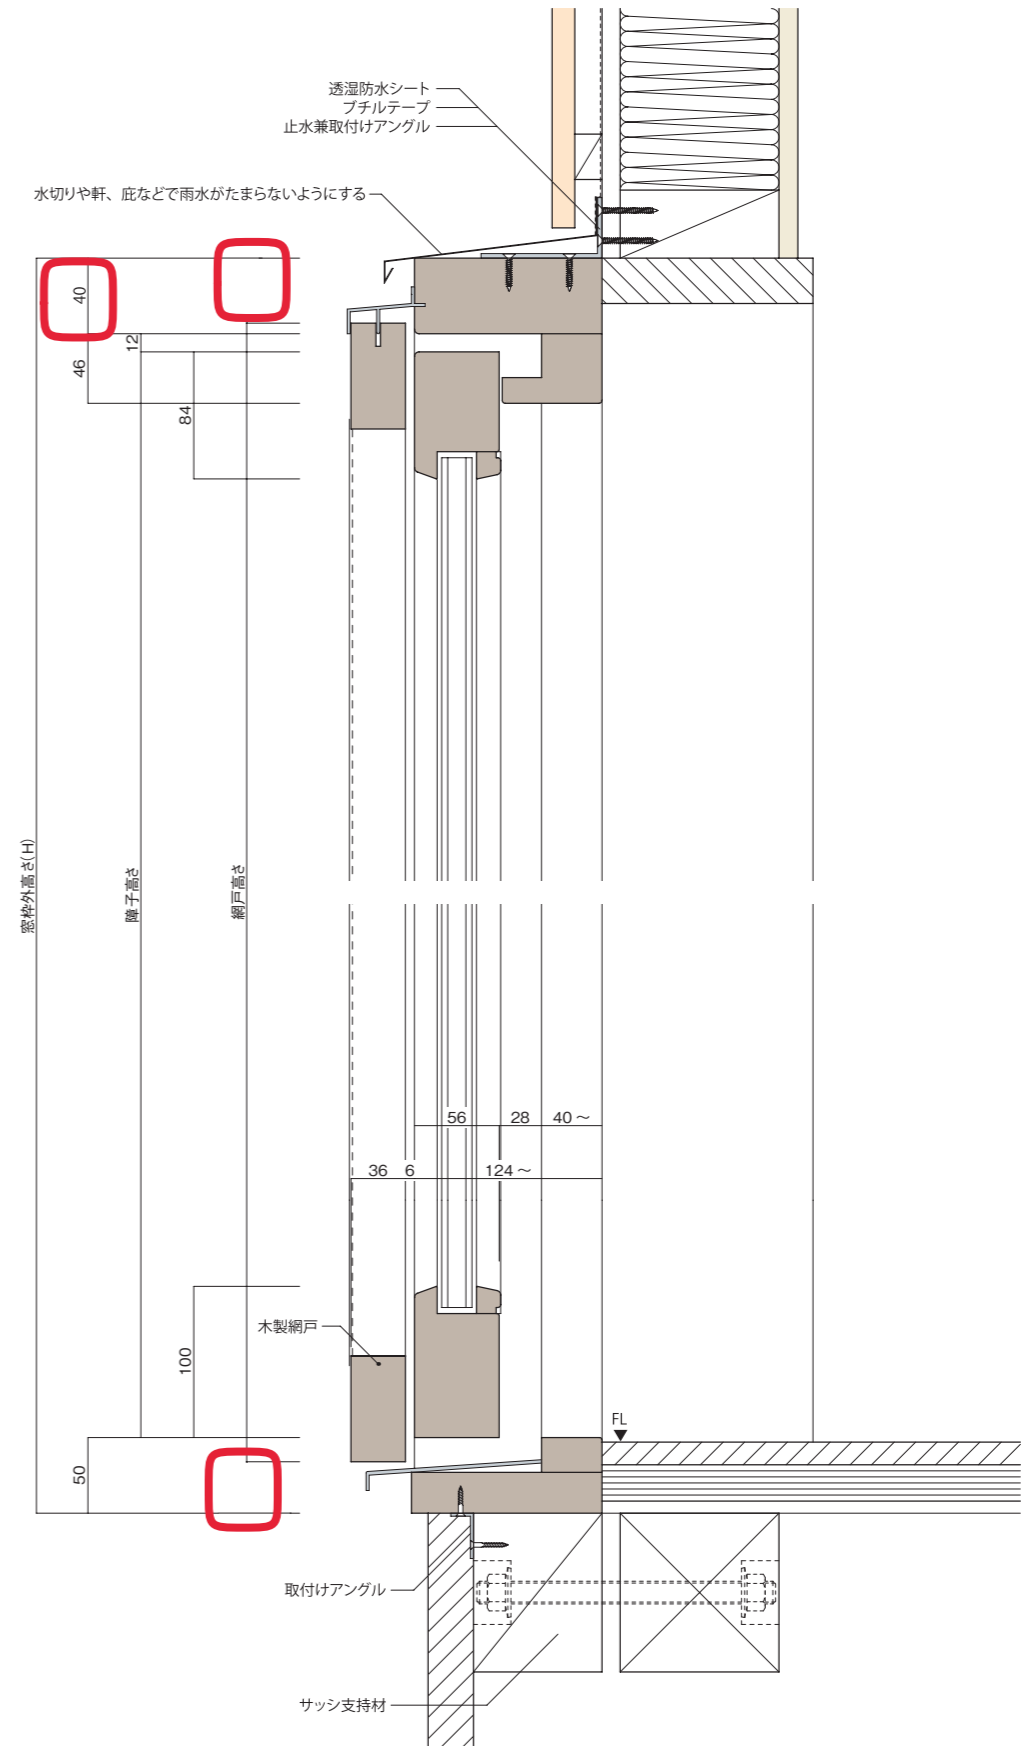 透湿防水シート
ブチルテープ
止水兼取付けアングル
水切りや軒、庇などで雨水がたまらないようにする
40
12
46
84
窓枠外高さ(H)
障子高さ
網戸高さ
56 28 40～
36 6 124～
木製網戸
100
FL
50
取付けアングル
サッシ支持材